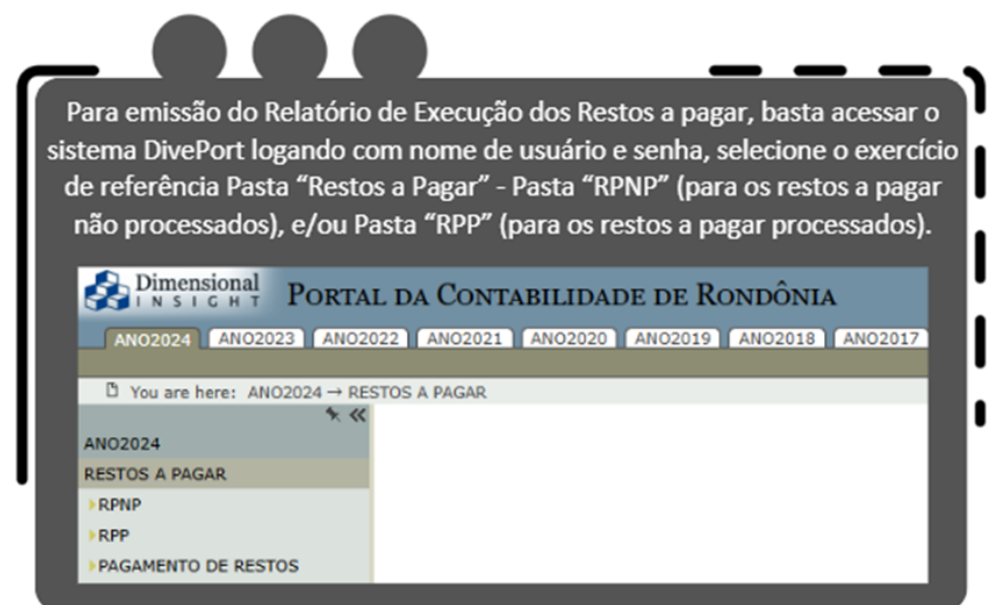 Para emissão do Relatório de Execução dos Restos a pagar, basta acessar o
sistema DivePort logando com nome de usuário e senha, selecione o exercício
de referência Pasta “Restos a Pagar” - Pasta “RPNP” (para os restos a pagar
não processados), e/ou Pasta “RPP” (para os restos a pagar processados).
Dimensional
INSIGHT
PORTAL DA CONTABILIDADE DE RONDÔNIA
ANO2024 ANO2023 ANO2022 ANO2021 ANO2020 ANO2019 ANO2018 ANO2017
You are here: ANO2024 → RESTOS A PAGAR
ANO2024
RESTOS A PAGAR
RPNP
RPP
PAGAMENTO DE RESTOS